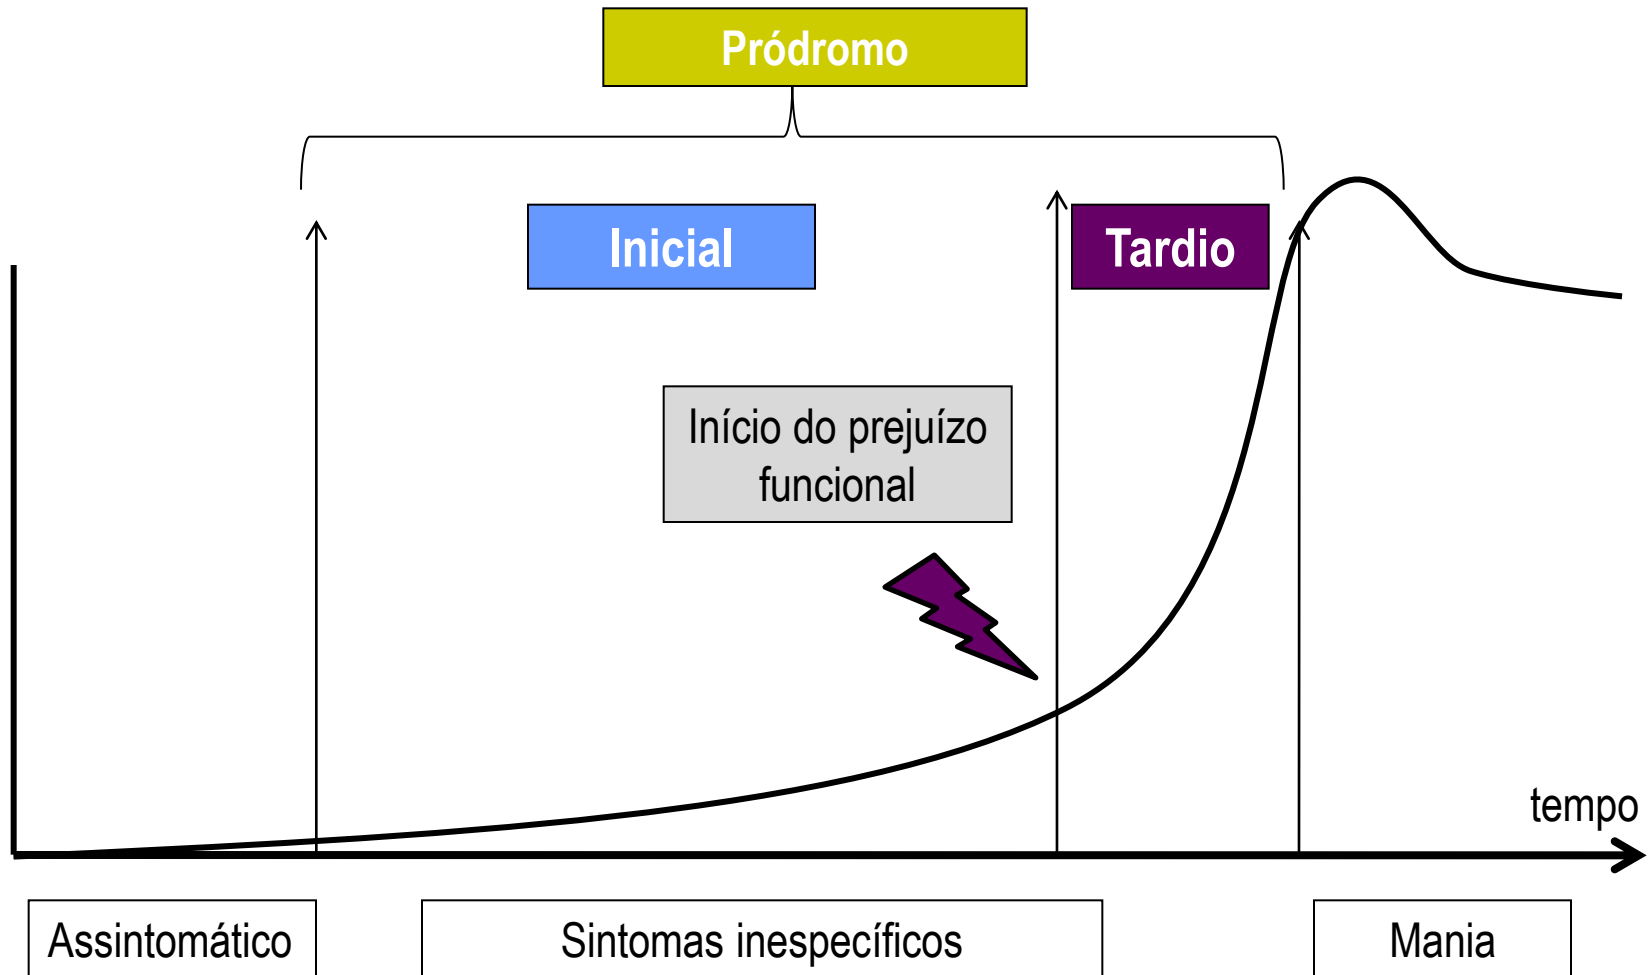 Pródromo
Inicial
Tardio
Início do prejuízo
funcional
tempo
Assintomático
Sintomas inespecíficos
Mania